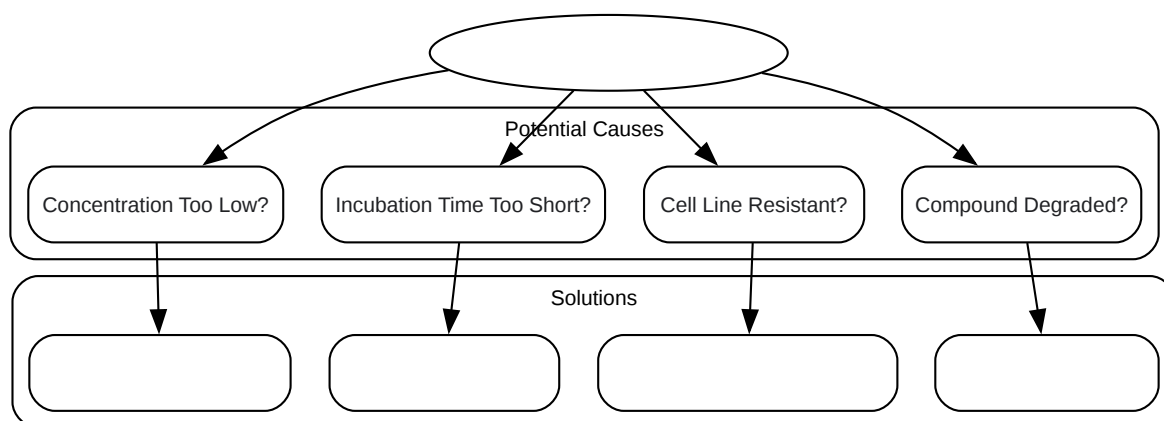 Potential Causes
Concentration Too Low?
Incubation Time Too Short?
Cell Line Resistant?
Compound Degraded?
Solutions